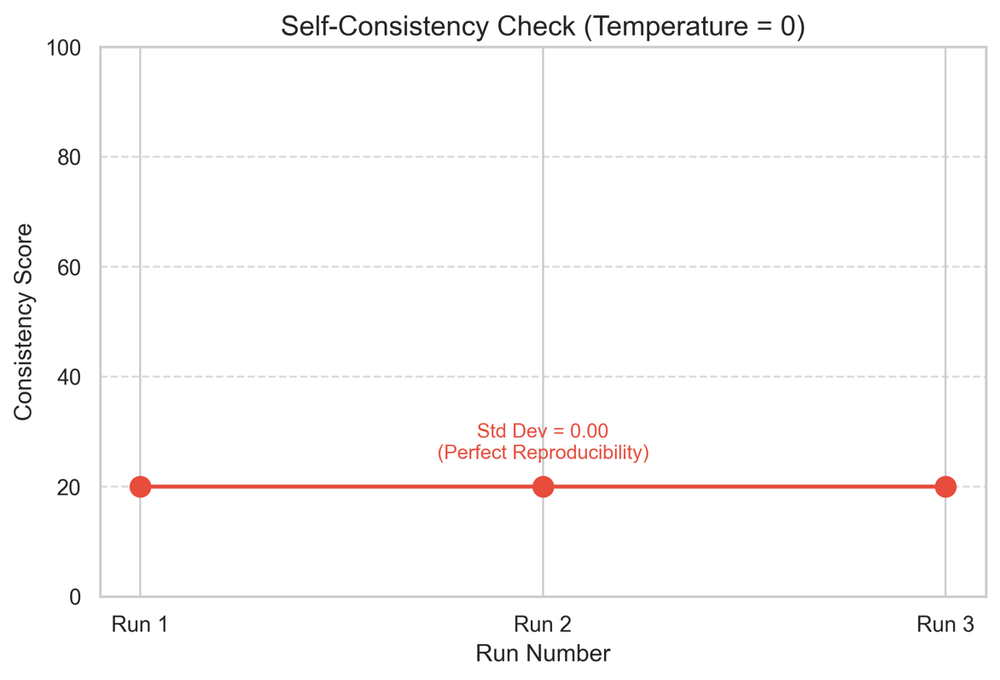 Self-Consistency Check (Temperature = 0)
100
80
60
40
20
0
Consistency Score
Std Dev = 0.00
(Perfect Reproducibility)
Run 1
Run 2
Run 3
Run Number